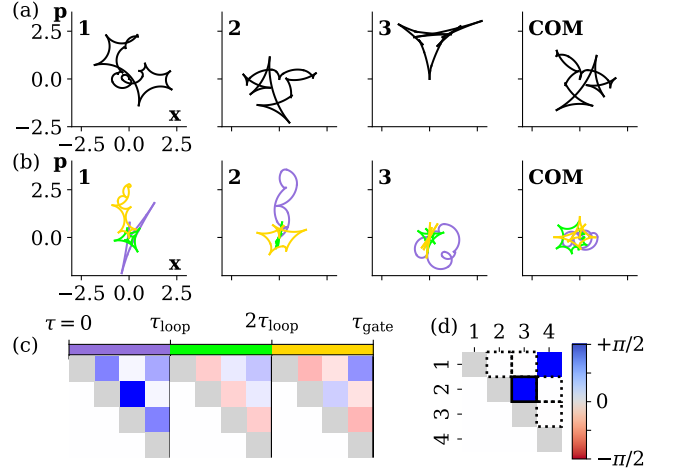 (a) p
1 2 3 COM
2.5
0.0
−2.5
x
−2.5 0.0 2.5
(b) p
1 2 3 COM
2.5
0.0
x
−2.5 0.0 2.5
τ = 0 τloop 2τloop τgate
(c)
(d)
1 2 3 4
1
2
3
4
+π/2
0
−π/2